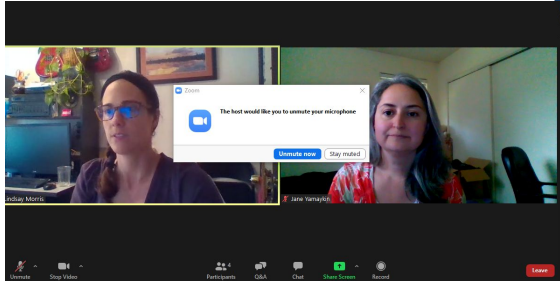 Zoom
The host would like you to unmute your microphone
Unmute now
Stay muted
Lindsay Morris
Jane Yamayon
Unmute
Stop Video
4
Participants
Q&A
Chat
Share Screen
Record
Leave